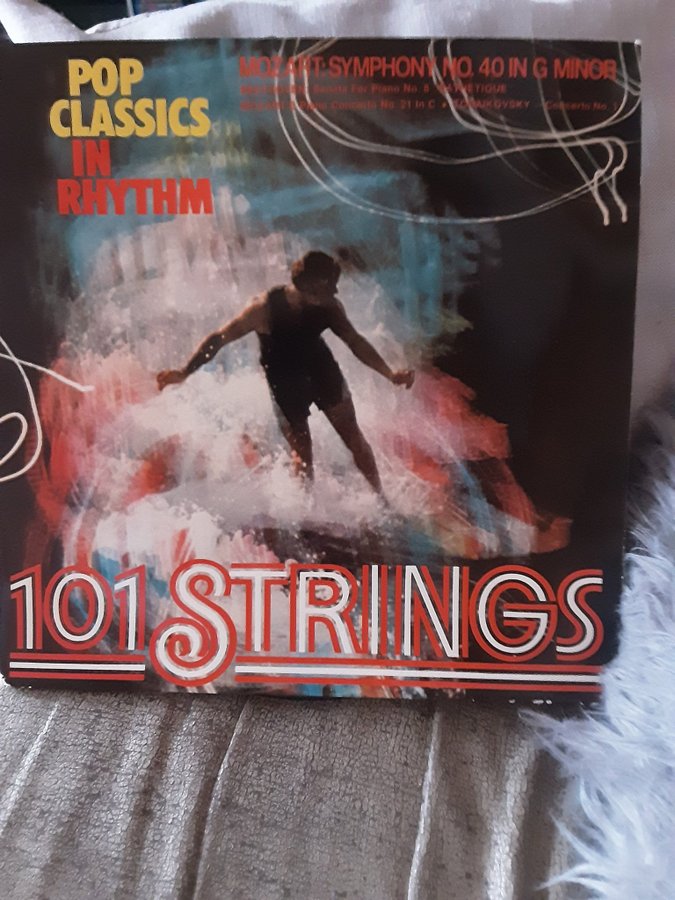 POP
CLASSICS
IN
RHYTHM
MOZART: SYMPHONY NO. 40 IN G MINOR
Sonata For Piano No. 8 PATHETIQUE
Piano Concerto No. 21 in C • TCHAIKOVSKY - Concerto No. 1
101 STRINGS